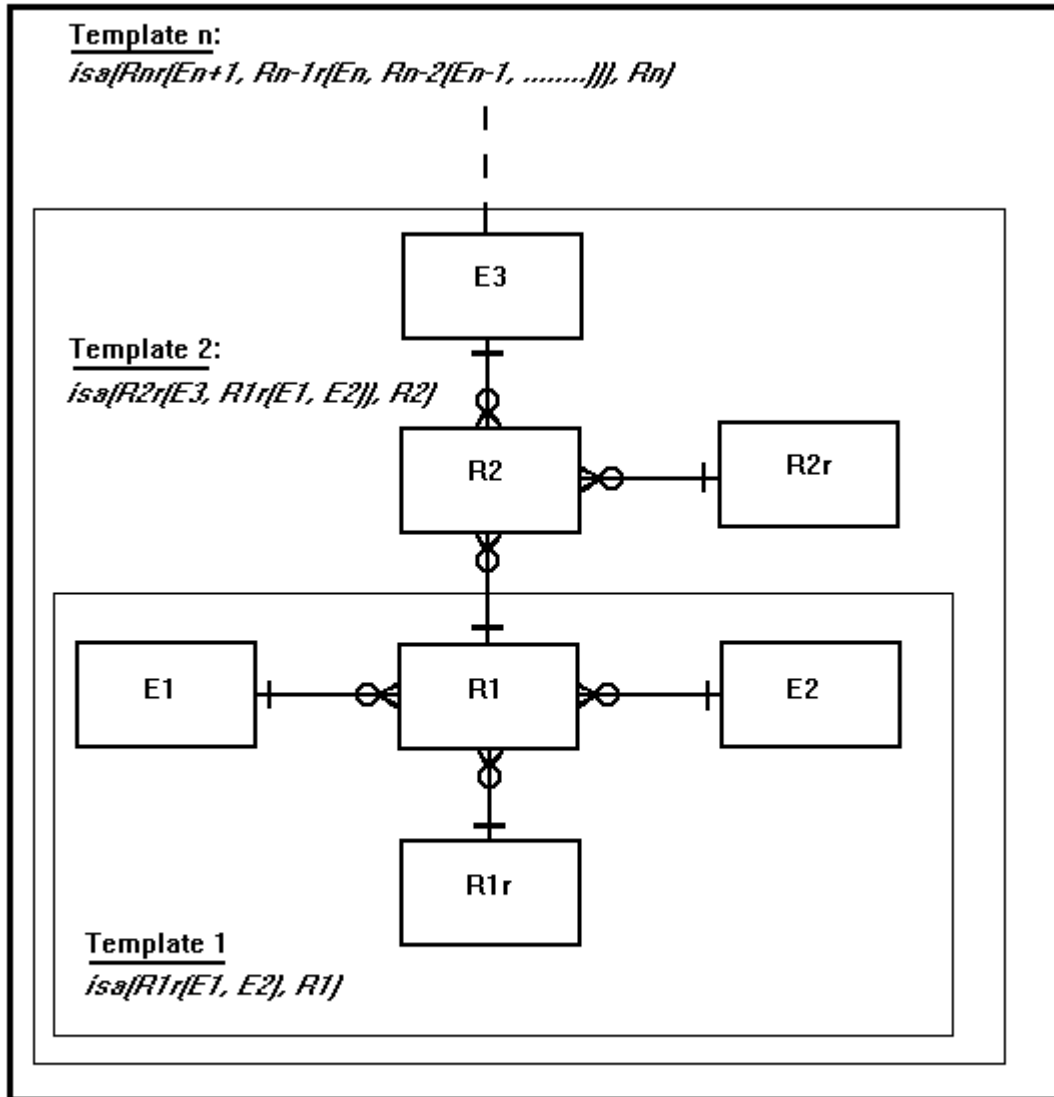 Template n:
isa(Rnr(En+1, Rn-1r(En, Rn-2(En-1, ........))), Rn)
E3
Template 2:
isa(R2r(E3, R1r(E1, E2)), R2)
R2
R2r
E1
R1
E2
R1r
Template 1
isa(R1r(E1, E2), R1)